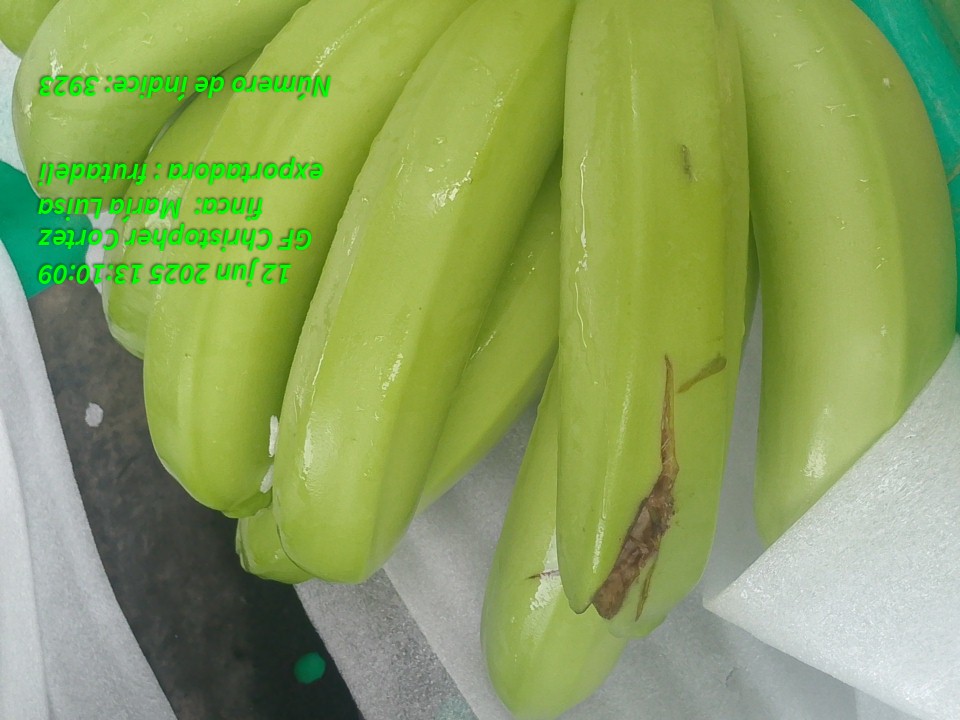 12 jun 2025 13:10:09
GF Christopher Cortez
finca:  María Luisa
exportadora : frutadeli
Número de índice: 3923